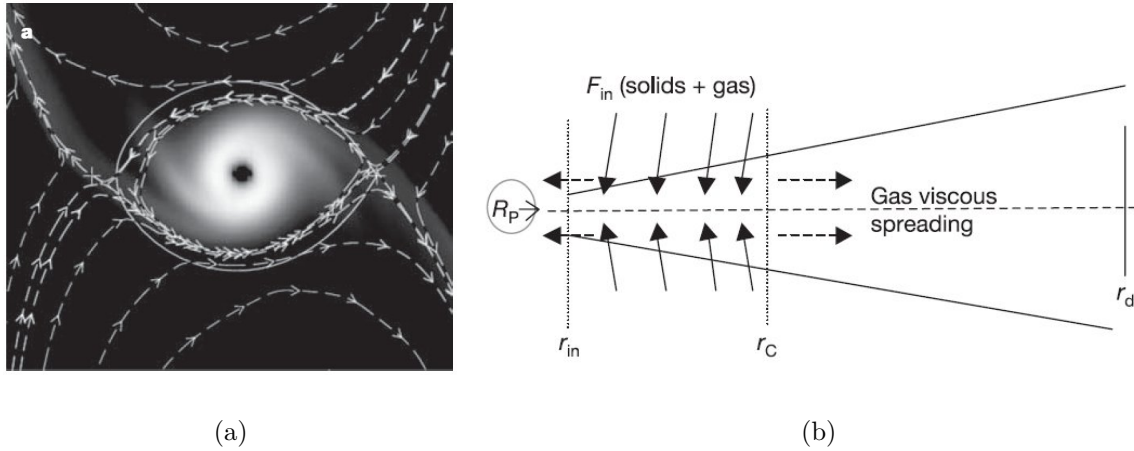 a
F_in (solids + gas)
R_P
Gas viscous
spreading
r_in
r_C
r_d
(a)
(b)